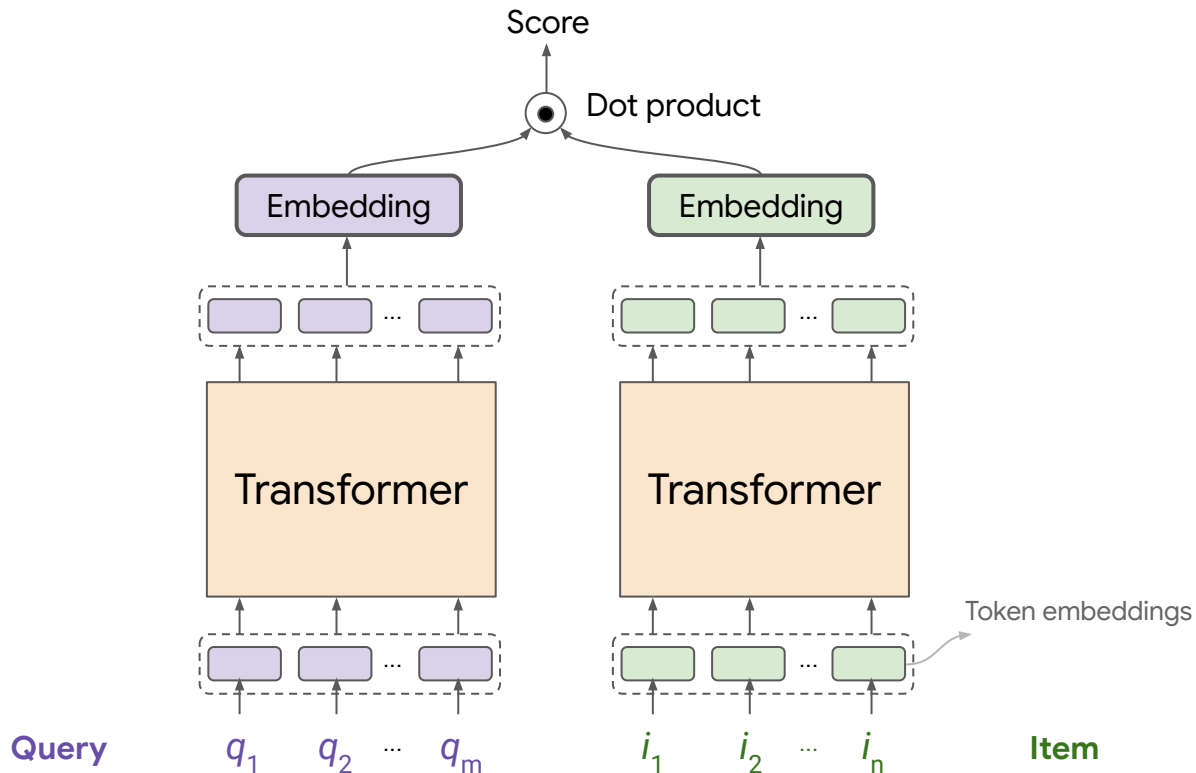 Score
Dot product
Embedding Embedding
... ...
Transformer Transformer
Token embeddings
... ...
Query q1 q2 ... qm i1 i2 ... in Item